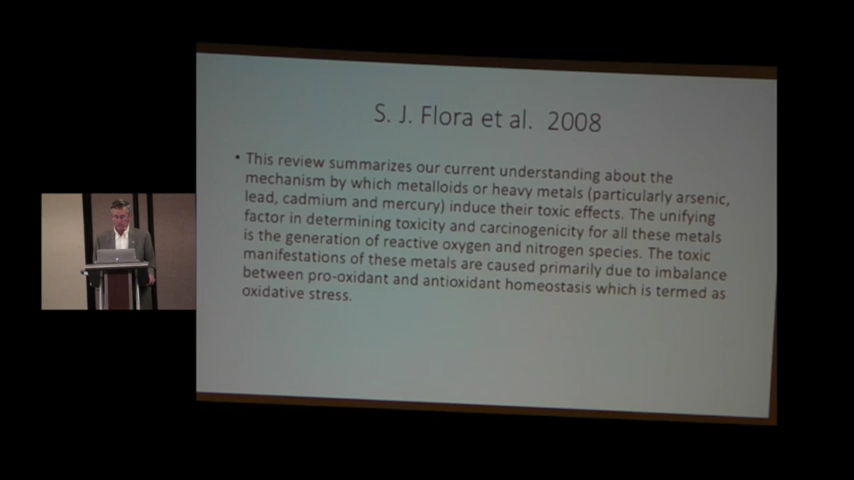 S. J. Flora et al. 2008
• This review summarizes our current understanding about the
mechanism by which metalloids or heavy metals (particularly arsenic,
lead, cadmium and mercury) induce their toxic effects. The unifying
factor in determining toxicity and carcinogenicity for all these metals
is the generation of reactive oxygen and nitrogen species. The toxic
manifestations of these metals are caused primarily due to imbalance
between pro-oxidant and antioxidant homeostasis which is termed as
oxidative stress.